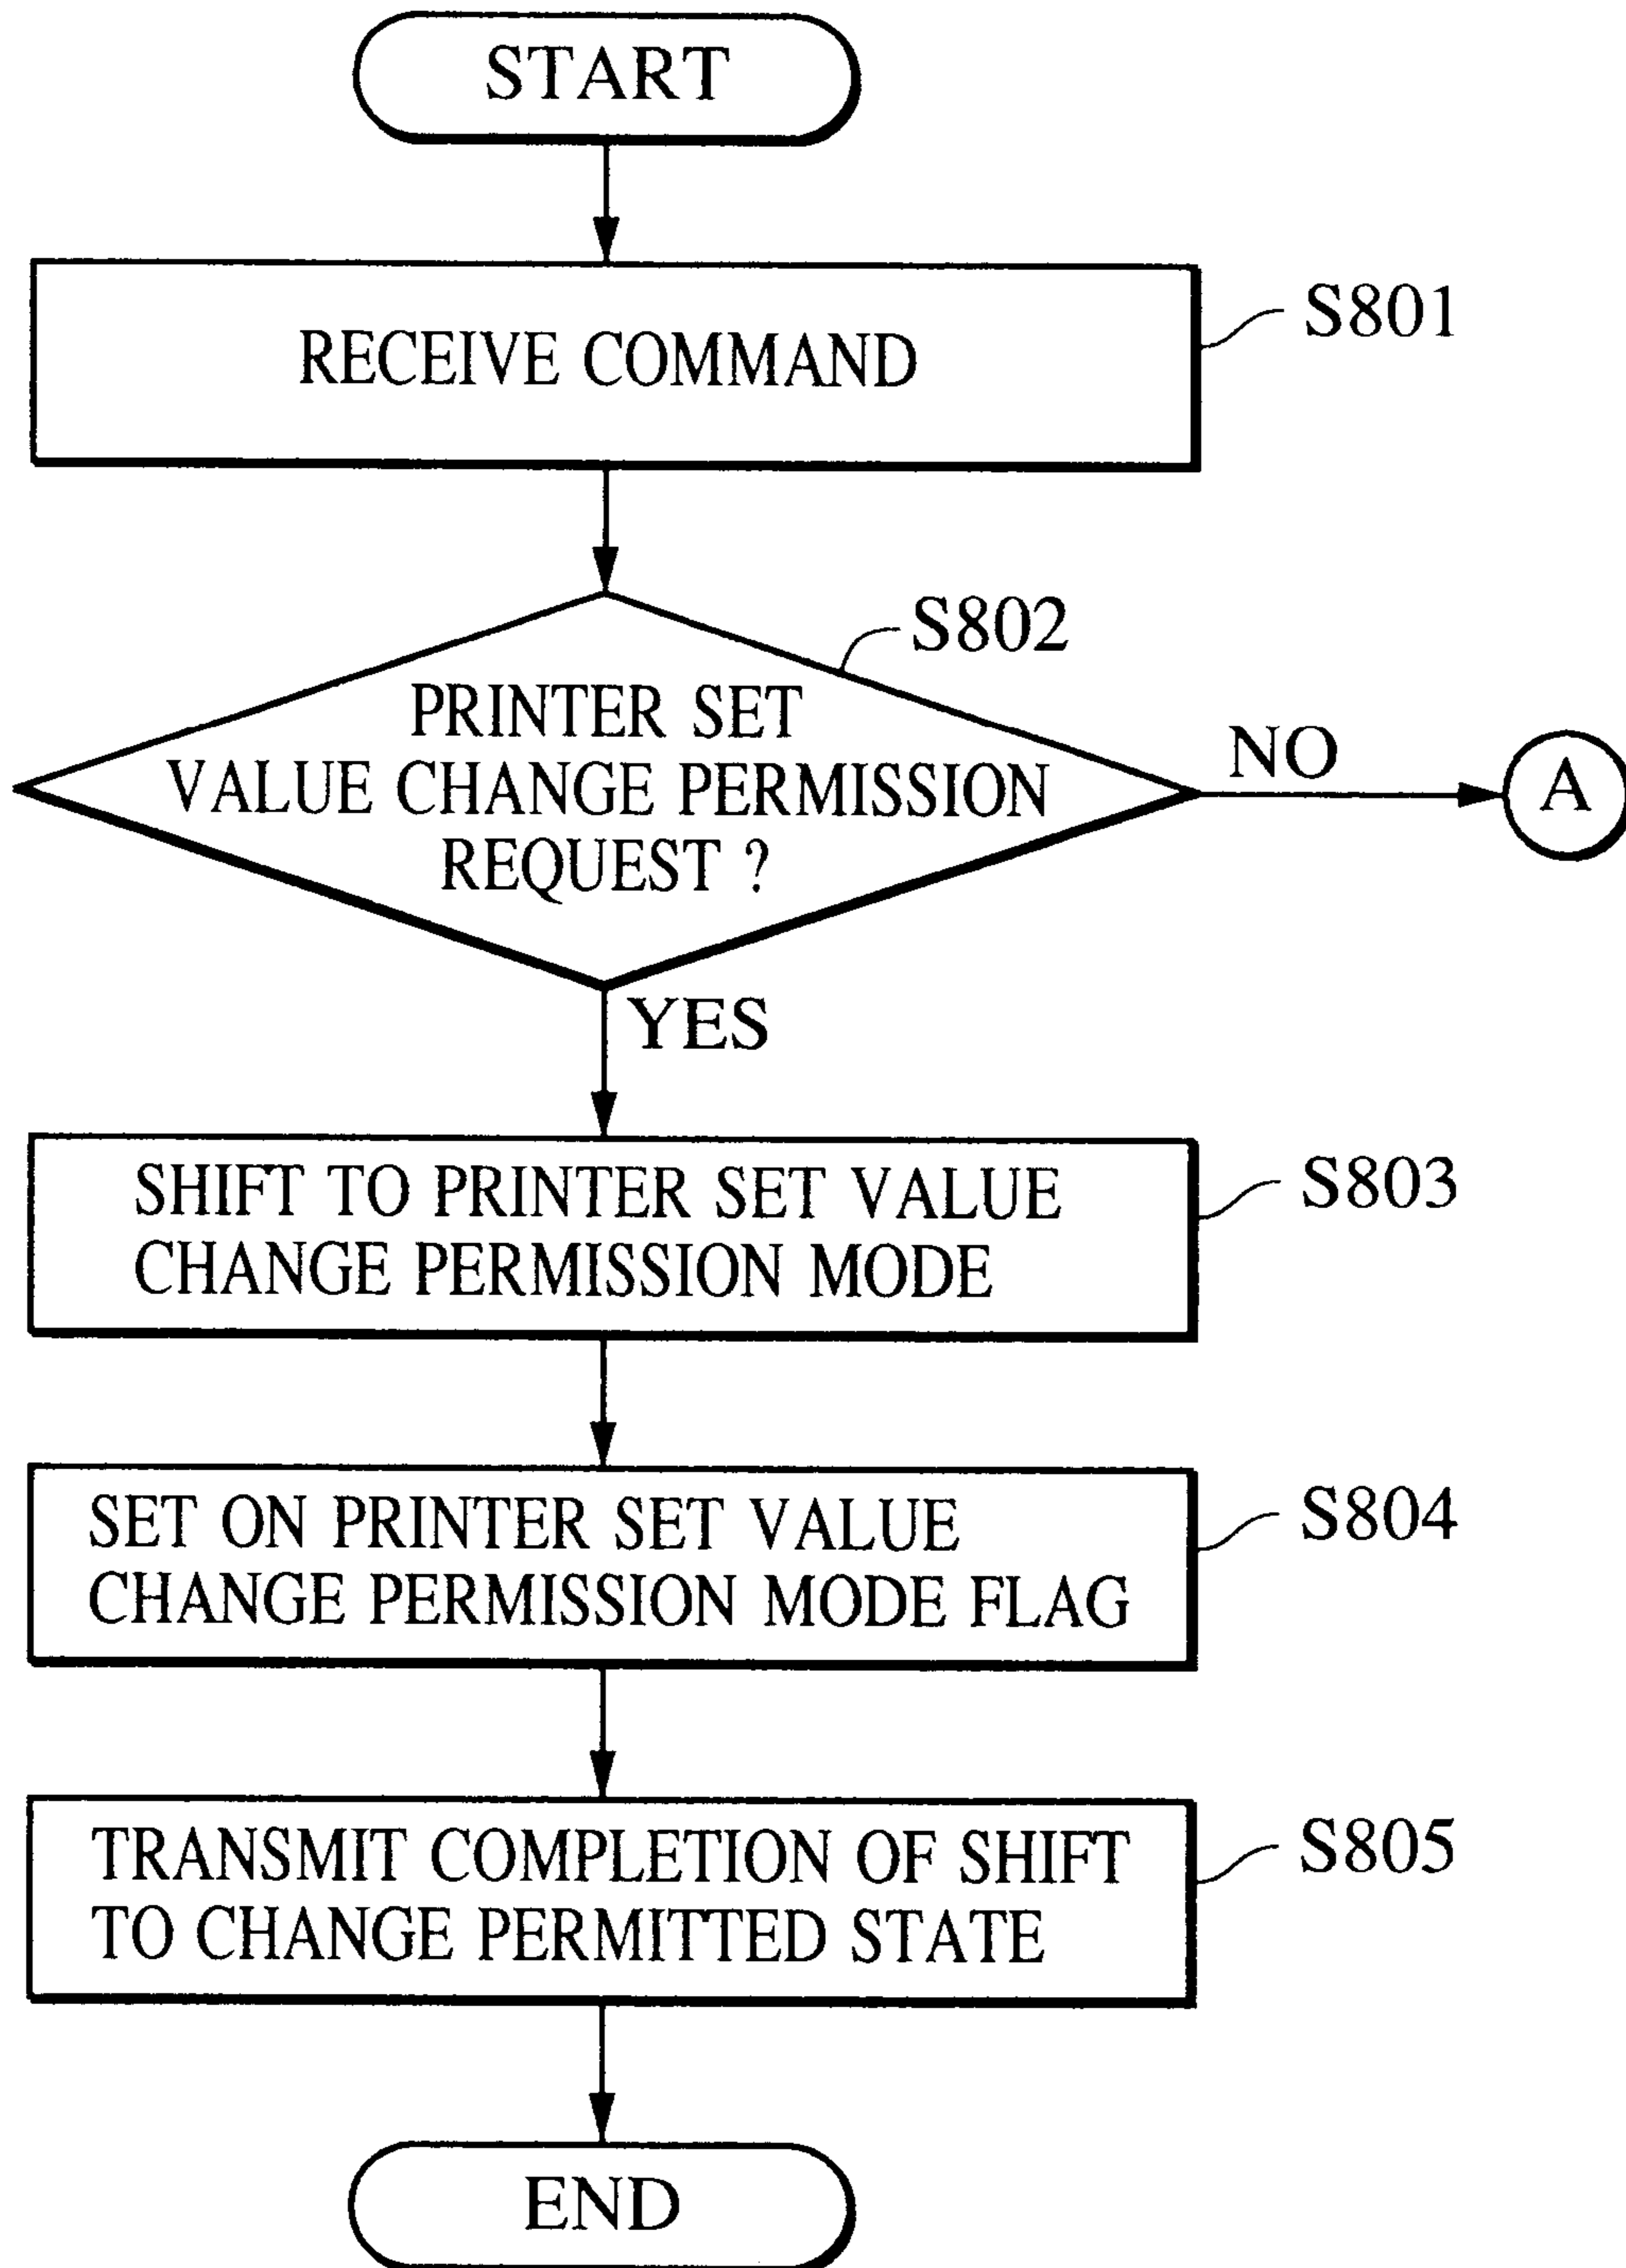 START
RECEIVE COMMAND
S801
S802
PRINTER SET
VALUE CHANGE PERMISSION
REQUEST ?
NO
A
YES
SHIFT TO PRINTER SET VALUE
CHANGE PERMISSION MODE
S803
SET ON PRINTER SET VALUE
CHANGE PERMISSION MODE FLAG
S804
TRANSMIT COMPLETION OF SHIFT
TO CHANGE PERMITTED STATE
S805
END